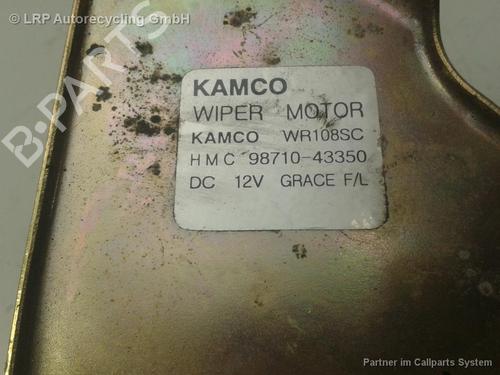 © LRP Autorecycling GmbH
KAMCO
WIPER MOTOR
KAMCO WR108SC
HMC 98710-43350
DC 12V GRACE F/L
B-PARTS
Partner im Callparts System